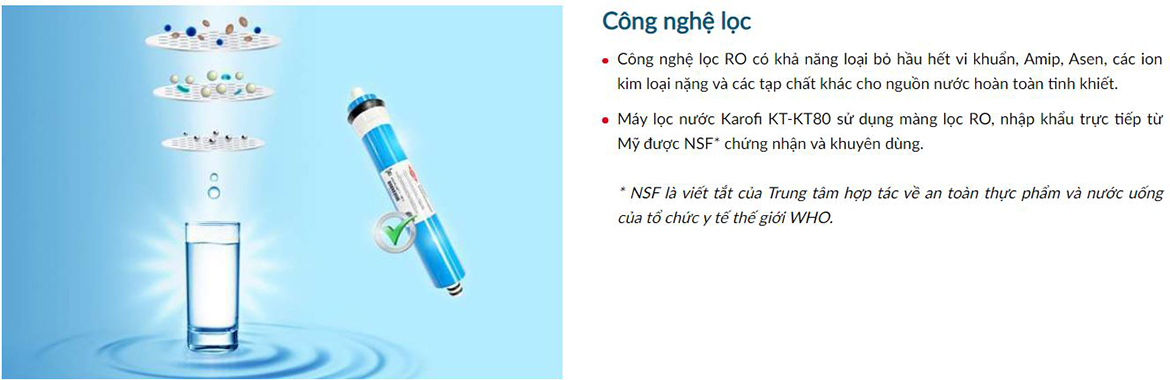 Công nghệ lọc
Công nghệ lọc RO có khả năng loại bỏ hầu hết vi khuẩn, Amip, Asen, các ion
kim loại nặng và các tạp chất khác cho nguồn nước hoàn toàn tinh khiết.
Máy lọc nước Karofi KT-KT80 sử dụng màng lọc RO, nhập khẩu trực tiếp từ
Mỹ được NSF* chứng nhận và khuyên dùng.
* NSF là viết tắt của Trung tâm hợp tác về an toàn thực phẩm và nước uống
của tổ chức y tế thế giới WHO.